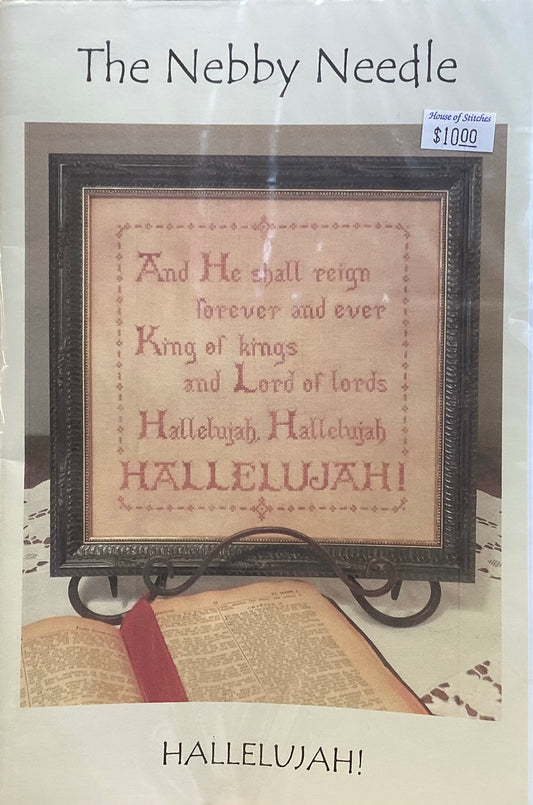 The Nebby Needle
House of Stitches
$10.00
And He shall reign
forever and ever
King of kings
and Lord of lords
Hallelujah, Hallelujah
HALLELUJAH!
HALLELUJAH!